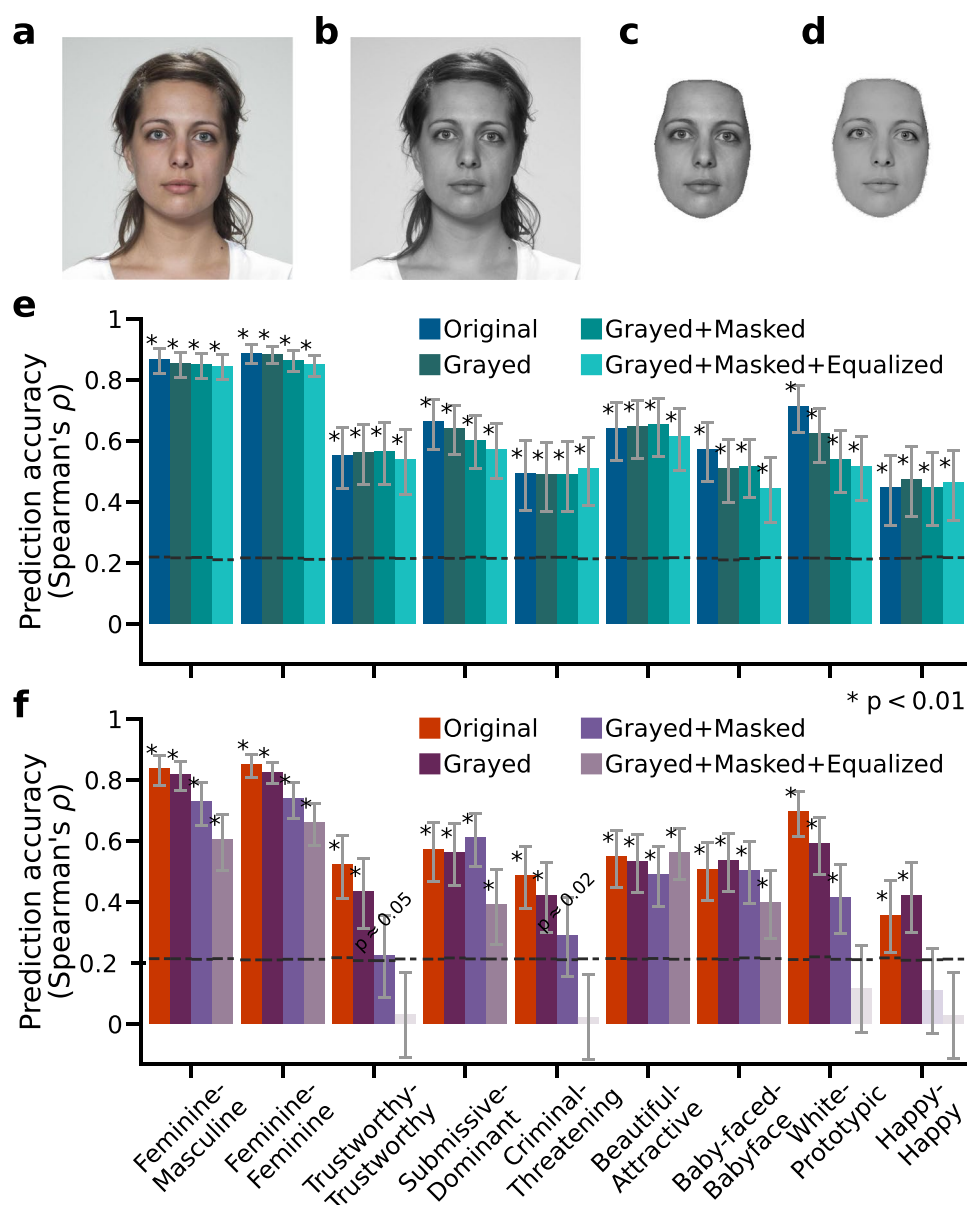 a
b
c
d
e
Prediction accuracy
(Spearman's ρ)
1
0.8
0.6
0.4
0.2
0
Original
Grayed
Grayed+Masked
Grayed+Masked+Equalized
* * * *
* * * *
* * * *
* * * *
* * * *
* * * *
* * * *
* * * *
* * * *
* p < 0.01
f
Prediction accuracy
(Spearman's ρ)
1
0.8
0.6
0.4
0.2
0
Original
Grayed
Grayed+Masked
Grayed+Masked+Equalized
* * * *
* * * *
* * p ≈ 0.05
* * * *
* * p ≈ 0.02
* * * *
* * * *
* * *
* *
Feminine-
Masculine
Feminine-
Feminine
Trustworthy-
Trustworthy
Submissive-
Dominant
Criminal-
Threatening
Beautiful-
Attractive
Baby-faced-
Babyface
White-
Prototypic
Happy-
Happy